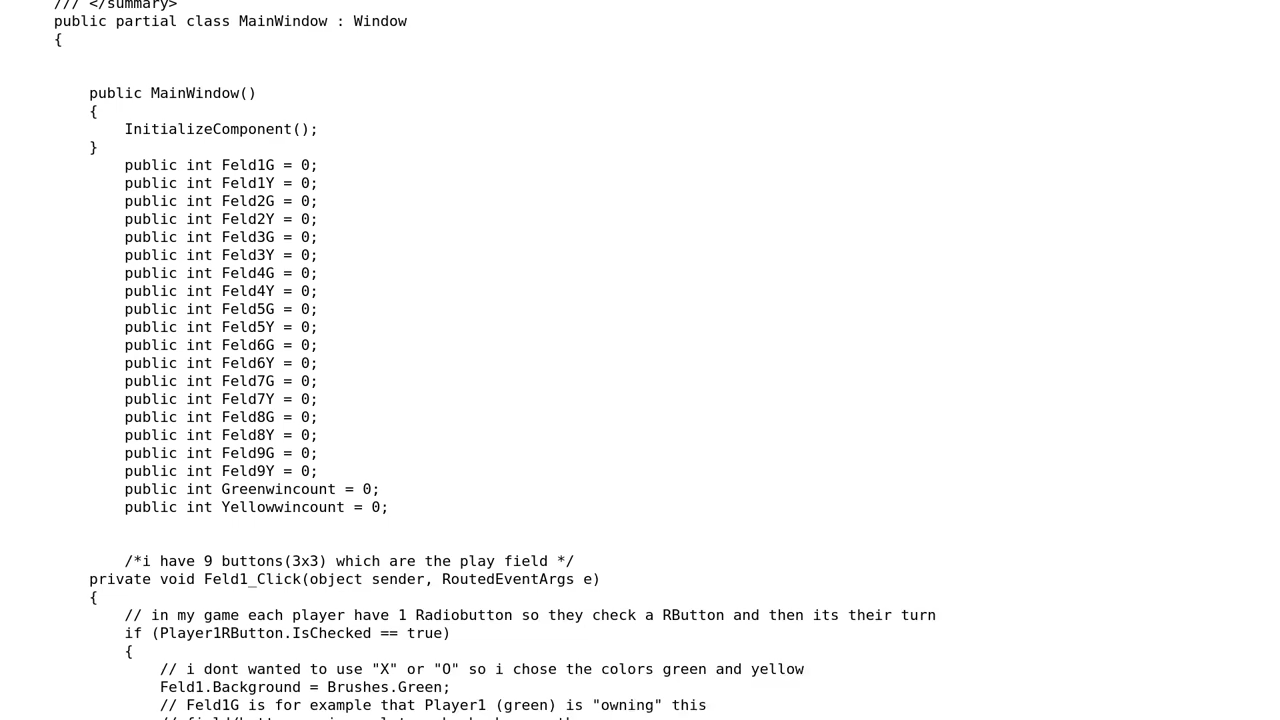 /// </summary>
public partial class MainWindow : Window
{
public MainWindow()
{
InitializeComponent();
}
public int Feld1G = 0;
public int Feld1Y = 0;
public int Feld2G = 0;
public int Feld2Y = 0;
public int Feld3G = 0;
public int Feld3Y = 0;
public int Feld4G = 0;
public int Feld4Y = 0;
public int Feld5G = 0;
public int Feld5Y = 0;
public int Feld6G = 0;
public int Feld6Y = 0;
public int Feld7G = 0;
public int Feld7Y = 0;
public int Feld8G = 0;
public int Feld8Y = 0;
public int Feld9G = 0;
public int Feld9Y = 0;
public int Greenwincount = 0;
public int Yellowwincount = 0;
/*i have 9 buttons(3x3) which are the play field */
private void Feld1_Click(object sender, RoutedEventArgs e)
{
// in my game each player have 1 Radiobutton so they check a RButton and then its their turn
if (Player1RButton.IsChecked == true)
{
// i dont wanted to use "X" or "O" so i chose the colors green and yellow
Feld1.Background = Brushes.Green;
// Feld1G is for example that Player1 (green) is "owning" this